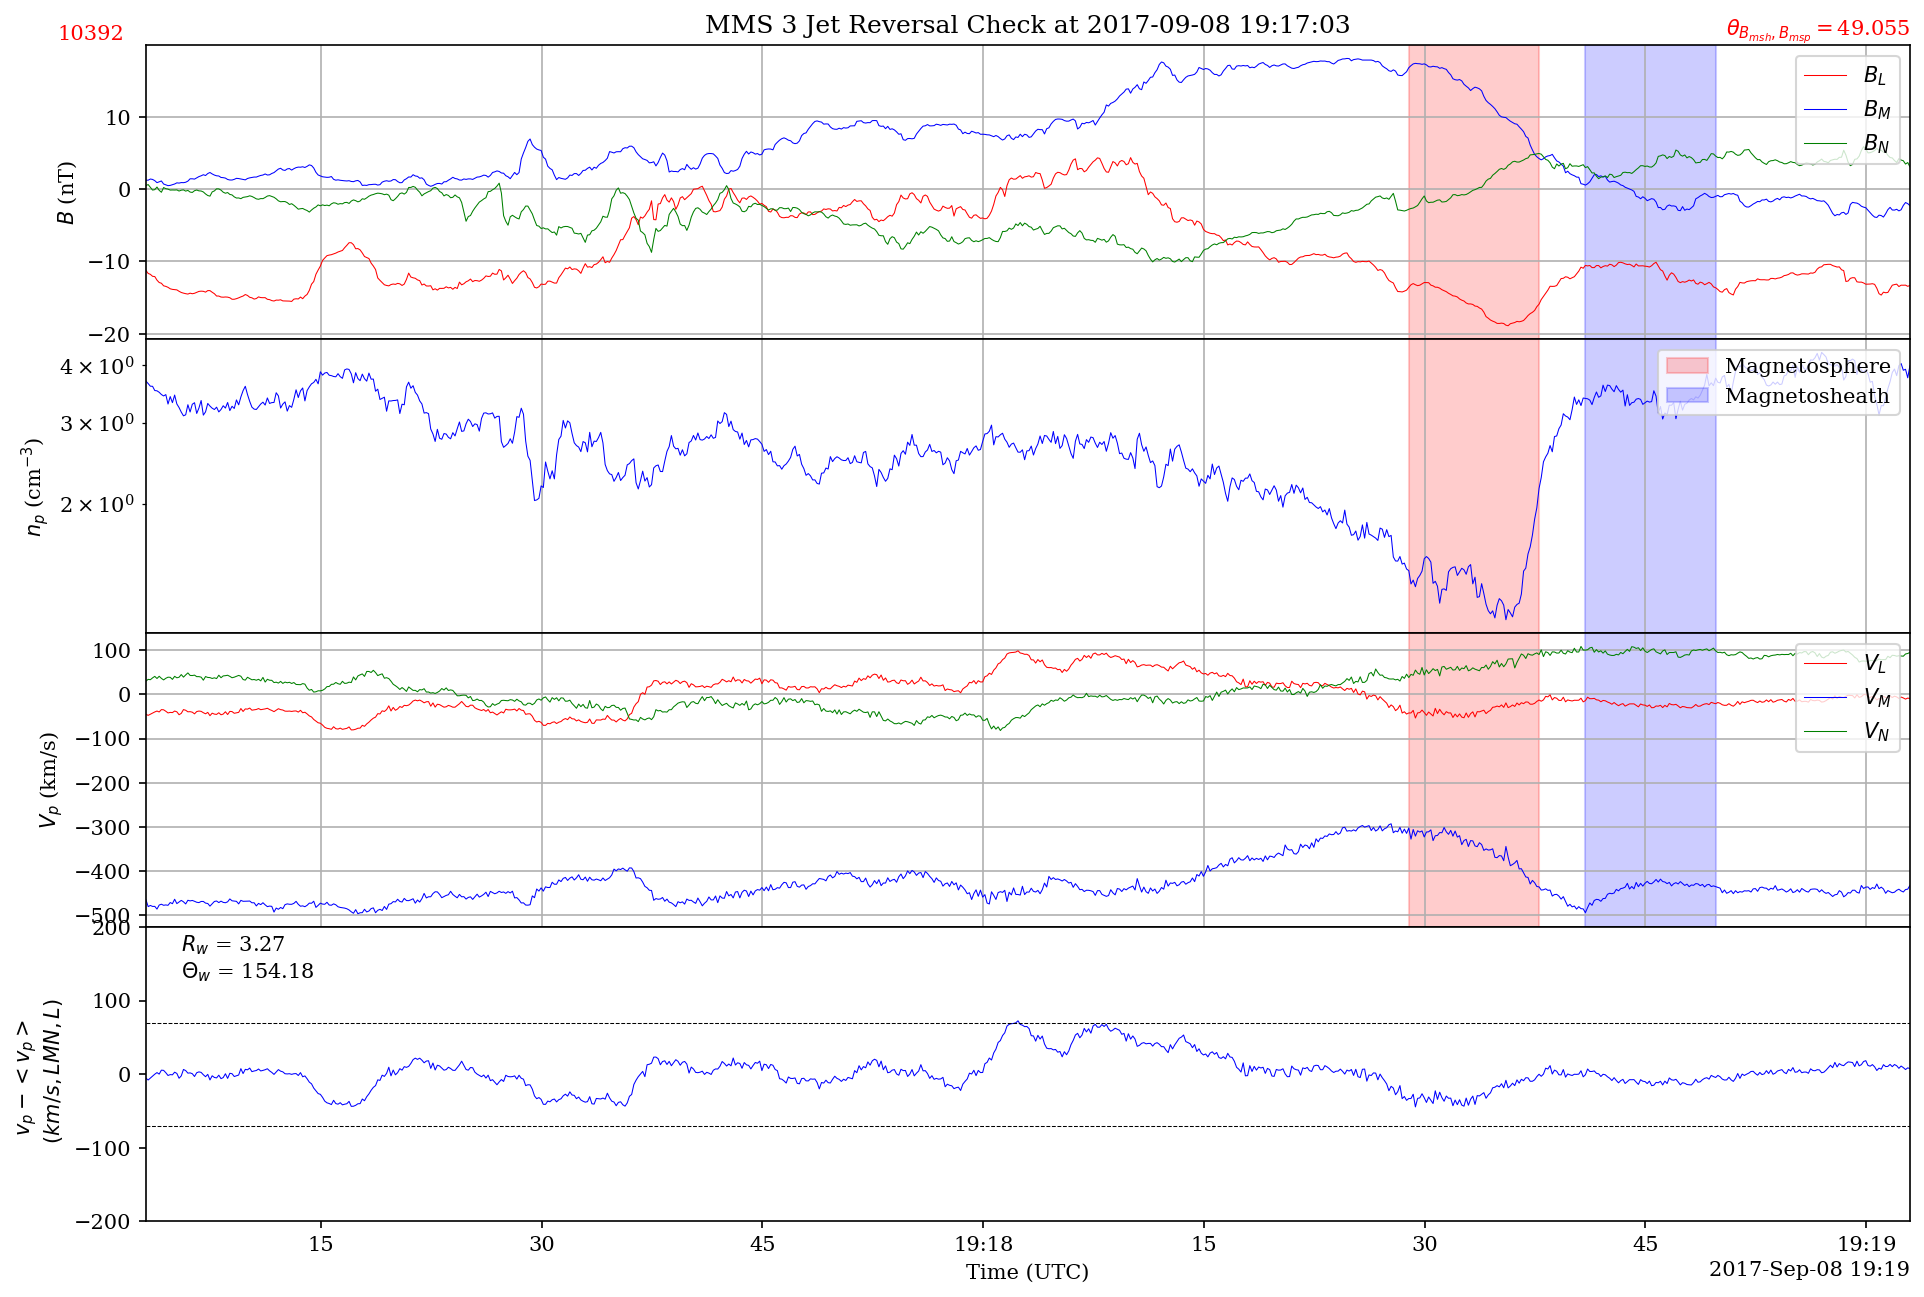 10392
MMS 3 Jet Reversal Check at 2017-09-08 19:17:03
θ_{B_{msh}, B_{msp}} = 49.055
B (nT)
10
0
−10
−20
B_L
B_M
B_N
n_p (cm^{−3})
4 × 10^0
3 × 10^0
2 × 10^0
Magnetosphere
Magnetosheath
V_p (km/s)
100
0
−100
−200
−300
−400
−500
V_L
V_M
V_N
v_p − < v_p >
(km/s, LMN, L)
200
100
0
−100
−200
R_w = 3.27
Θ_w = 154.18
15 30 45 19:18 15 30 45 19:19
Time (UTC)
2017-Sep-08 19:19